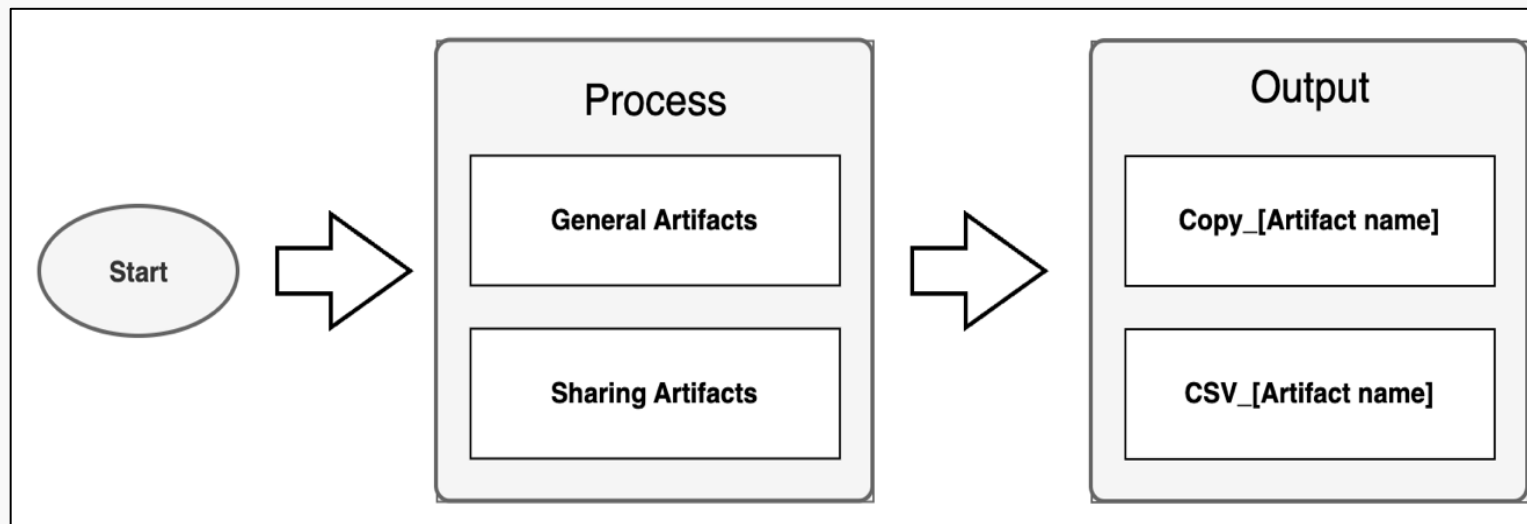 Start
Process
General Artifacts
Sharing Artifacts
Output
Copy_[Artifact name]
CSV_[Artifact name]